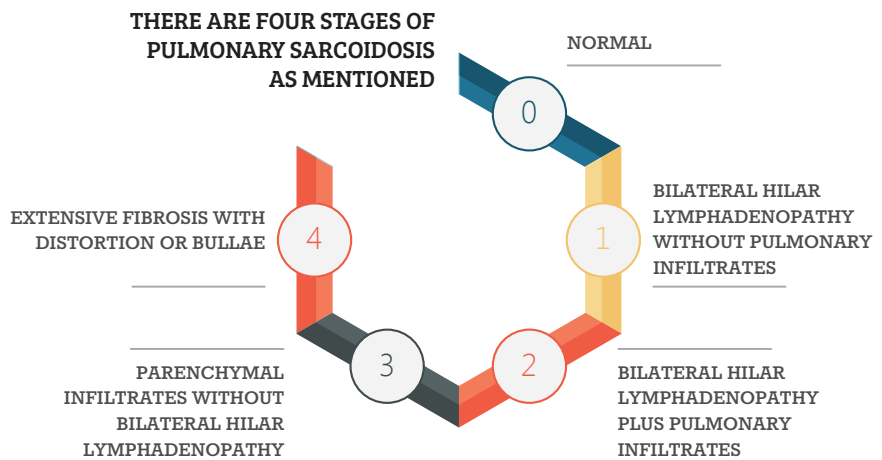 THERE ARE FOUR STAGES OF
PULMONARY SARCOIDOSIS
AS MENTIONED
NORMAL
0
BILATERAL HILAR
LYMPHADENOPATHY
WITHOUT PULMONARY
INFILTRATES
1
BILATERAL HILAR
LYMPHADENOPATHY
PLUS PULMONARY
INFILTRATES
2
PARENCHYMAL
INFILTRATES WITHOUT
BILATERAL HILAR
LYMPHADENOPATHY
3
EXTENSIVE FIBROSIS WITH
DISTORTION OR BULLAE
4